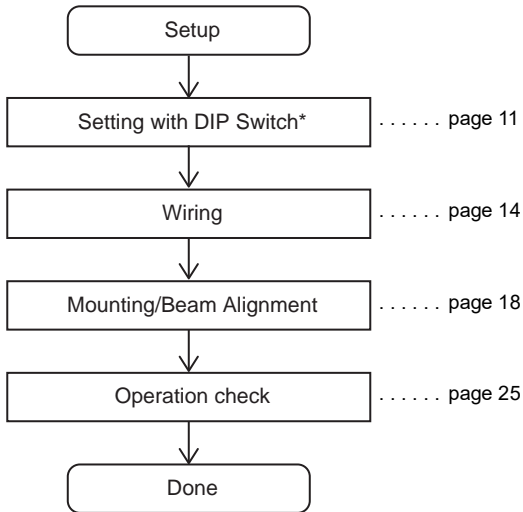 Setup
Setting with DIP Switch* . . . . . . page 11
Wiring . . . . . . page 14
Mounting/Beam Alignment . . . . . . page 18
Operation check . . . . . . page 25
Done